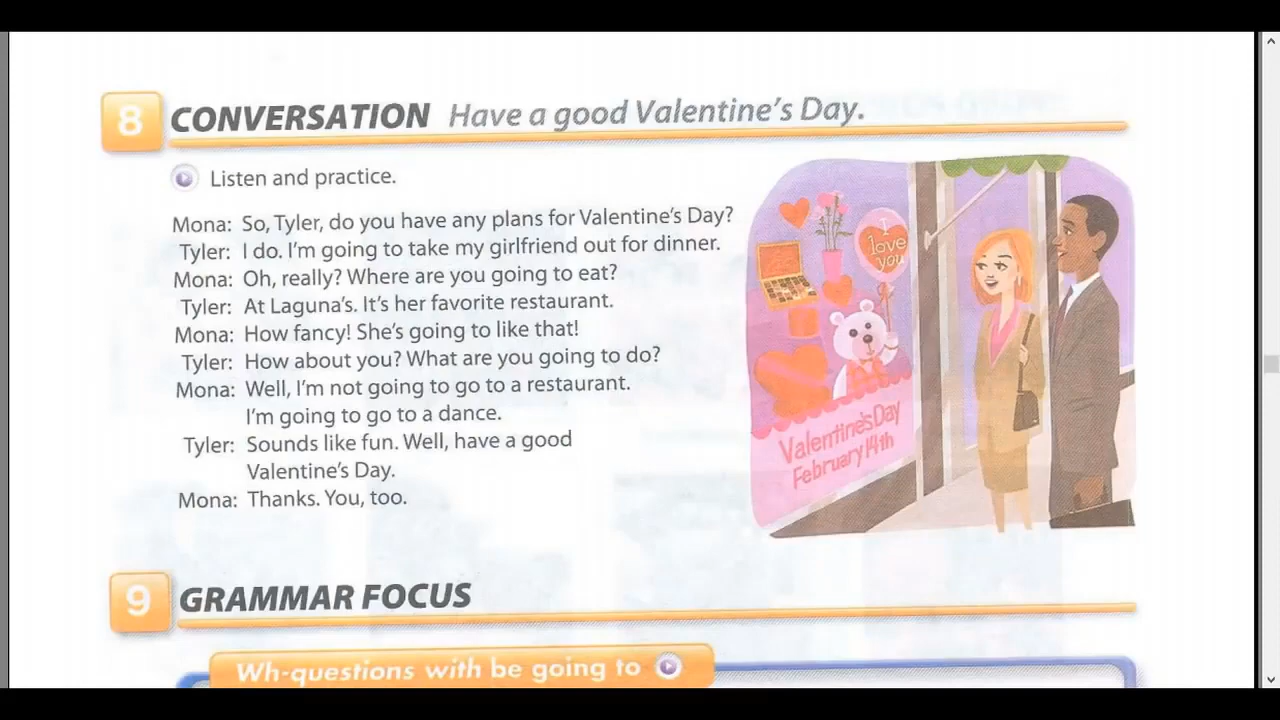 8 CONVERSATION Have a good Valentine's Day.
Listen and practice.
Mona: So, Tyler, do you have any plans for Valentine's Day?
Tyler: I do. I'm going to take my girlfriend out for dinner.
Mona: Oh, really? Where are you going to eat?
Tyler: At Laguna's. It's her favorite restaurant.
Mona: How fancy! She's going to like that!
Tyler: How about you? What are you going to do?
Mona: Well, I'm not going to go to a restaurant.
I'm going to go to a dance.
Tyler: Sounds like fun. Well, have a good
Valentine's Day.
Mona: Thanks. You, too.
I
love
you
Valentine's Day
February 14th
9 GRAMMAR FOCUS
Wh-questions with be going to